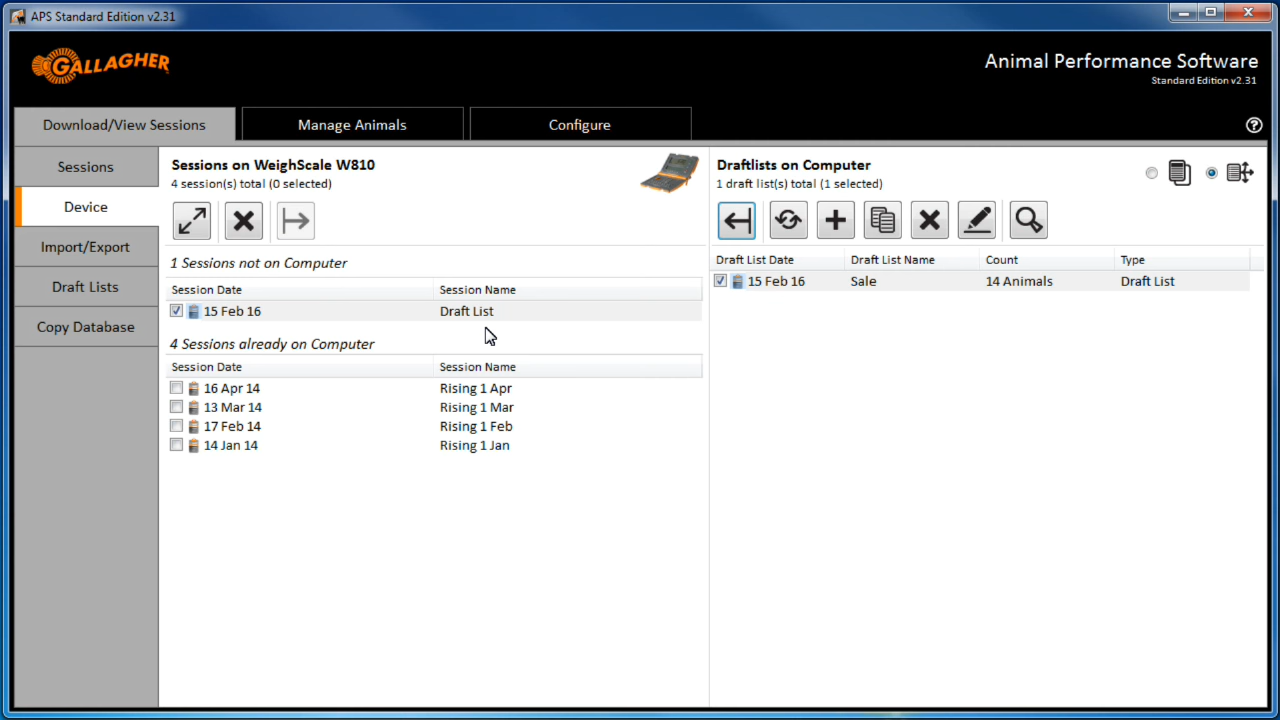 APS Standard Edition v2.31
GALLAGHER
Animal Performance Software
Standard Edition v2.31
Download/View Sessions
Manage Animals
Configure
Sessions
Device
Import/Export
Draft Lists
Copy Database
Sessions on WeighScale W810
4 session(s) total (0 selected)
1 Sessions not on Computer
Session Date Session Name
15 Feb 16 Draft List
4 Sessions already on Computer
Session Date Session Name
16 Apr 14 Rising 1 Apr
13 Mar 14 Rising 1 Mar
17 Feb 14 Rising 1 Feb
14 Jan 14 Rising 1 Jan
Draftlists on Computer
1 draft list(s) total (1 selected)
Draft List Date Draft List Name Count Type
15 Feb 16 Sale 14 Animals Draft List